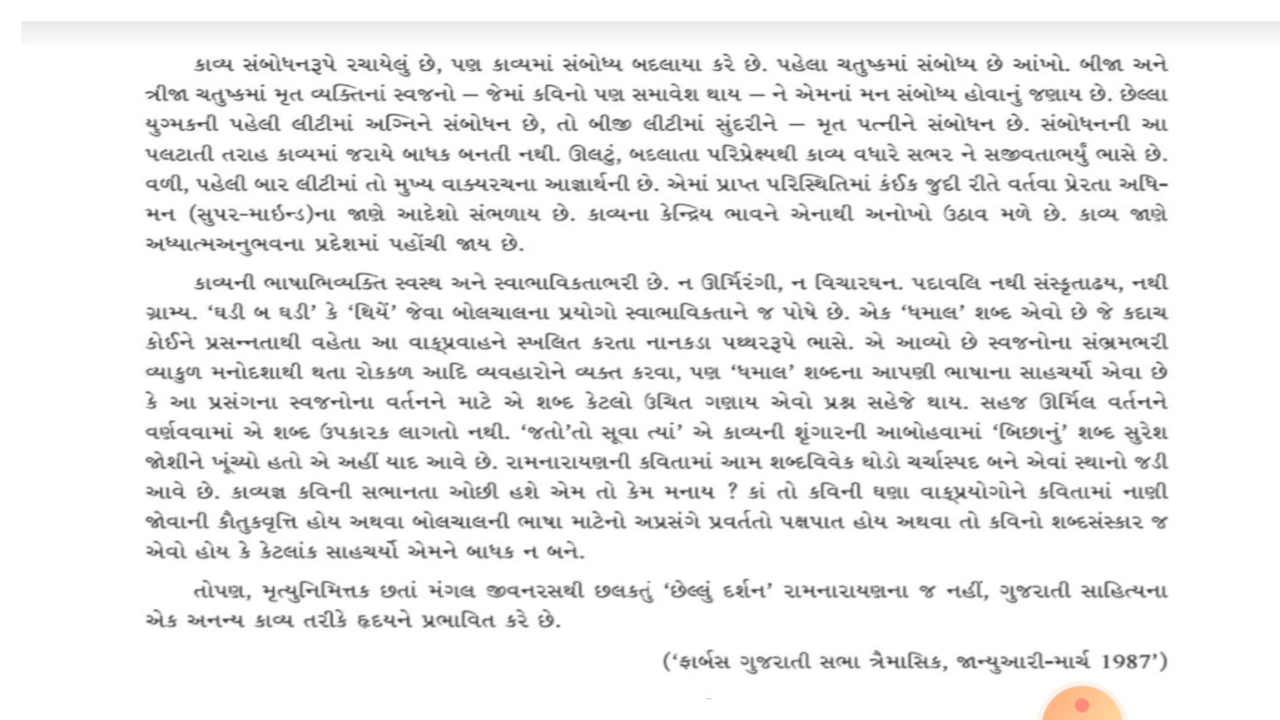 કાવ્ય સંબોધનરૂપે રચાયેલું છે, પણ કાવ્યમાં સંબોધ્ય બદલાયા કરે છે. પહેલા ચતુષ્કમાં સંબોધ્ય છે આંખો. બીજા અને
ત્રીજા ચતુષ્કમાં મૃત વ્યક્તિનાં સ્વજનો – જેમાં કવિનો પણ સમાવેશ થાય – ને એમનાં મન સંબોધ્ય હોવાનું જણાય છે. છેલ્લા
યુગ્મકની પહેલી લીટીમાં અગ્નિને સંબોધન છે, તો બીજી લીટીમાં સુંદરીને – મૃત પત્નીને સંબોધન છે. સંબોધનની આ
પલટાતી તરાહ કાવ્યમાં જરાયે બાધક બનતી નથી. ઊલટું, બદલાતા પરિપ્રેક્ષ્યથી કાવ્ય વધારે સભર ને સજીવતાભર્યું ભાસે છે.
વળી, પહેલી બાર લીટીમાં તો મુખ્ય વાક્યરચના આજ્ઞાર્થની છે. એમાં પ્રાપ્ત પરિસ્થિતિમાં કંઈક જુદી રીતે વર્તવા પ્રેરતા અધિ-
મન (સુપર-માઇન્ડ)ના જાણે આદેશો સંભળાય છે. કાવ્યના કેન્દ્રિય ભાવને એનાથી અનોખો ઉઠાવ મળે છે. કાવ્ય જાણે
અધ્યાત્મઅનુભવના પ્રદેશમાં પહોંચી જાય છે.
કાવ્યની ભાષાભિવ્યક્તિ સ્વસ્થ અને સ્વાભાવિકતાભરી છે. ન ઊર્મિરંગી, ન વિચારઘન. પદાવલિ નથી સંસ્કૃતાઢય, નથી
ગ્રામ્ય. ‘ઘડી બ ઘડી’ કે ‘થિયેં’ જેવા બોલચાલના પ્રયોગો સ્વાભાવિકતાને જ પોષે છે. એક ‘ધમાલ’ શબ્દ એવો છે જે કદાચ
કોઈને પ્રસન્નતાથી વહેતા આ વાક્‌પ્રવાહને સ્ખલિત કરતા નાનકડા પથ્થરરૂપે ભાસે. એ આવ્યો છે સ્વજનોના સંભ્રમભરી
વ્યાકુળ મનોદશાથી થતા રોકકળ આદિ વ્યવહારોને વ્યક્ત કરવા, પણ ‘ધમાલ’ શબ્દના આપણી ભાષાના સાહચર્યો એવા છે
કે આ પ્રસંગના સ્વજનોના વર્તનને માટે એ શબ્દ કેટલો ઉચિત ગણાય એવો પ્રશ્ન સહેજે થાય. સહજ ઊર્મિલ વર્તનને
વર્ણવવામાં એ શબ્દ ઉપકારક લાગતો નથી. ‘જતો’તો સૂવા ત્યાં’ એ કાવ્યની શૃંગારની આબોહવામાં ‘બિછાનું’ શબ્દ સુરેશ
જોશીને ખૂંચ્યો હતો એ અહીં યાદ આવે છે. રામનારાયણની કવિતામાં આમ શબ્દવિવેક થોડો ચર્ચાસ્પદ બને એવાં સ્થાનો જડી
આવે છે. કાવ્યજ્ઞ કવિની સભાનતા ઓછી હશે એમ તો કેમ મનાય ? કાં તો કવિની ઘણા વાક્‌પ્રયોગોને કવિતામાં નાણી
જોવાની કૌતુકવૃત્તિ હોય અથવા બોલચાલની ભાષા માટેનો અપ્રસંગે પ્રવર્તતો પક્ષપાત હોય અથવા તો કવિનો શબ્દસંસ્કાર જ
એવો હોય કે કેટલાંક સાહચર્યો એમને બાધક ન બને.
તોપણ, મૃત્યુનિમિત્તક છતાં મંગલ જીવનરસથી છલકતું ‘છેલ્લું દર્શન’ રામનારાયણના જ નહીં, ગુજરાતી સાહિત્યના
એક અનન્ય કાવ્ય તરીકે હૃદયને પ્રભાવિત કરે છે.
(‘ફાર્બસ ગુજરાતી સભા ત્રૈમાસિક, જાન્યુઆરી-માર્ચ 1987’)